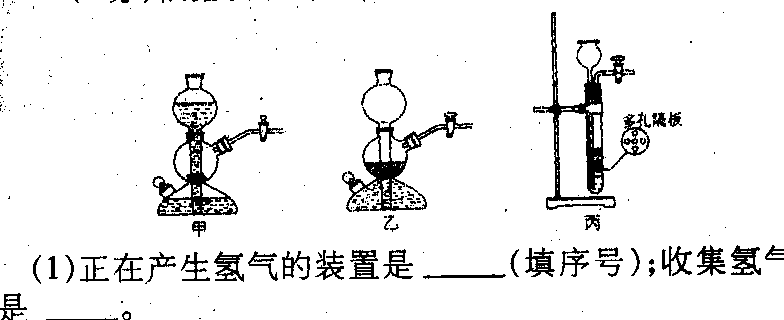 多孔隔板
甲
乙
丙
(1)正在产生氢气的装置是 ____(填序号);收集氢气
是 ____。